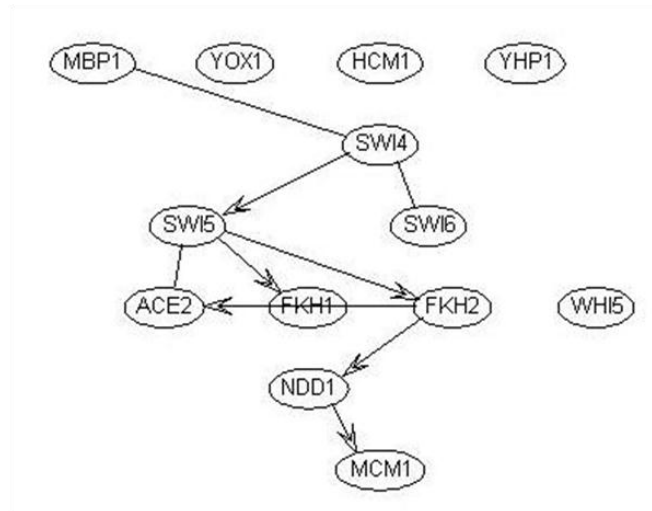 MBP1 YOX1 HCM1 YHP1
SWI4
SWI5 SWI6
ACE2 FKH1 FKH2 WHI5
NDD1
MCM1